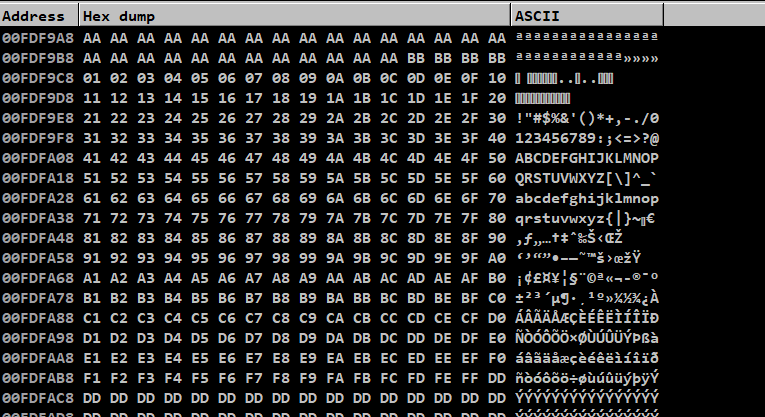 Address Hex dump ASCII
00FDF9A8 AA AA AA AA AA AA AA AA AA AA AA AA AA AA AA AA ªªªªªªªªªªªªªªªª
00FDF9B8 AA AA AA AA AA AA AA AA AA AA AA AA BB BB BB BB ªªªªªªªªªªªª»»»»
00FDF9C8 01 02 03 04 05 06 07 08 09 0A 0B 0C 0D 0E 0F 10
00FDF9D8 11 12 13 14 15 16 17 18 19 1A 1B 1C 1D 1E 1F 20
00FDF9E8 21 22 23 24 25 26 27 28 29 2A 2B 2C 2D 2E 2F 30 !"#$%&'()*+,-./0
00FDF9F8 31 32 33 34 35 36 37 38 39 3A 3B 3C 3D 3E 3F 40 123456789:;<=>?@
00FDFA08 41 42 43 44 45 46 47 48 49 4A 4B 4C 4D 4E 4F 50 ABCDEFGHIJKLMNOP
00FDFA18 51 52 53 54 55 56 57 58 59 5A 5B 5C 5D 5E 5F 60 QRSTUVWXYZ[\]^_`
00FDFA28 61 62 63 64 65 66 67 68 69 6A 6B 6C 6D 6E 6F 70 abcdefghijklmnop
00FDFA38 71 72 73 74 75 76 77 78 79 7A 7B 7C 7D 7E 7F 80 qrstuvwxyz{|}~€
00FDFA48 81 82 83 84 85 86 87 88 89 8A 8B 8C 8D 8E 8F 90 ‚ƒ„…†‡ˆ‰Š‹ŒŽ
00FDFA58 91 92 93 94 95 96 97 98 99 9A 9B 9C 9D 9E 9F A0 ‘’“”•–—˜™š›œžŸ
00FDFA68 A1 A2 A3 A4 A5 A6 A7 A8 A9 AA AB AC AD AE AF B0 ¡¢£¤¥¦§¨©ª«¬-®¯º
00FDFA78 B1 B2 B3 B4 B5 B6 B7 B8 B9 BA BB BC BD BE BF C0 ±²³´µ¶·¸¹º»¼½¾¿À
00FDFA88 C1 C2 C3 C4 C5 C6 C7 C8 C9 CA CB CC CD CE CF D0 ÁÂÃÄÅÆÇÈÉÊËÌÍÎÏÐ
00FDFA98 D1 D2 D3 D4 D5 D6 D7 D8 D9 DA DB DC DD DE DF E0 ÑÒÓÔÕÖ×ØÙÚÛÜÝÞßà
00FDFAA8 E1 E2 E3 E4 E5 E6 E7 E8 E9 EA EB EC ED EE EF F0 áâãäåæçèéêëìíîïð
00FDFAB8 F1 F2 F3 F4 F5 F6 F7 F8 F9 FA FB FC FD FE FF DD ñòóôõö÷øùúûüýþÿÝ
00FDFAC8 DD DD DD DD DD DD DD DD DD DD DD DD DD DD DD DD ÝÝÝÝÝÝÝÝÝÝÝÝÝÝÝÝ
00FDFAD8 DD DD DD DD DD DD DD DD DD DD DD DD DD DD DD DD ÝÝÝÝÝÝÝÝÝÝÝÝÝÝÝÝ